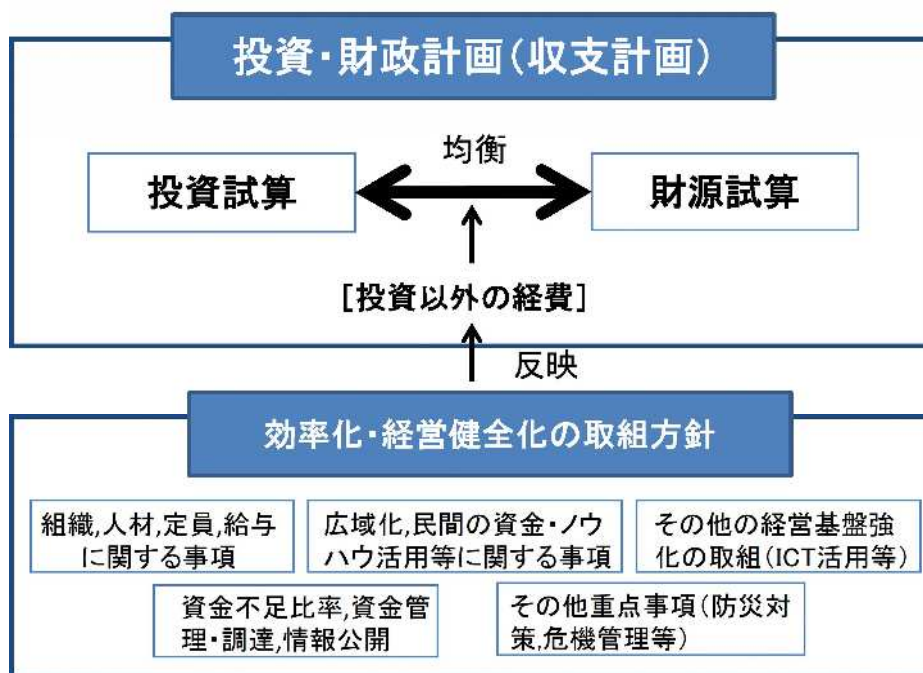 投資・財政計画(収支計画)
均衡
投資試算
財源試算
[投資以外の経費]
反映
効率化・経営健全化の取組方針
組織,人材,定員,給与
に関する事項
広域化,民間の資金・ノウ
ハウ活用等に関する事項
その他の経営基盤強
化の取組(ICT活用等)
資金不足比率,資金管
理・調達,情報公開
その他重点事項(防災対
策,危機管理等)